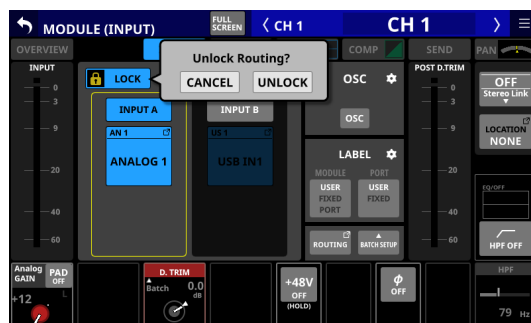 MODULE (INPUT)
FULL
SCREEN
CH 1
CH 1
OVERVIEW
COMP
SEND
PAN
Unlock Routing?
CANCEL
UNLOCK
INPUT
0
3
9
20
40
60
LOCK
INPUT A
AN 1
ANALOG 1
INPUT B
US 1
USB IN1
OSC
OSC
LABEL
MODULE
PORT
USER
FIXED
PORT
USER
FIXED
ROUTING
BATCH SETUP
POST D.TRIM
0
3
9
20
40
60
OFF
Stereo Link
LOCATION
NONE
EQ/OFF
HPF OFF
Analog
GAIN
PAD
OFF
+12
L
D. TRIM
Batch
0.0
dB
+48V
OFF
(HOLD)
ϕ
OFF
HPF
79 Hz